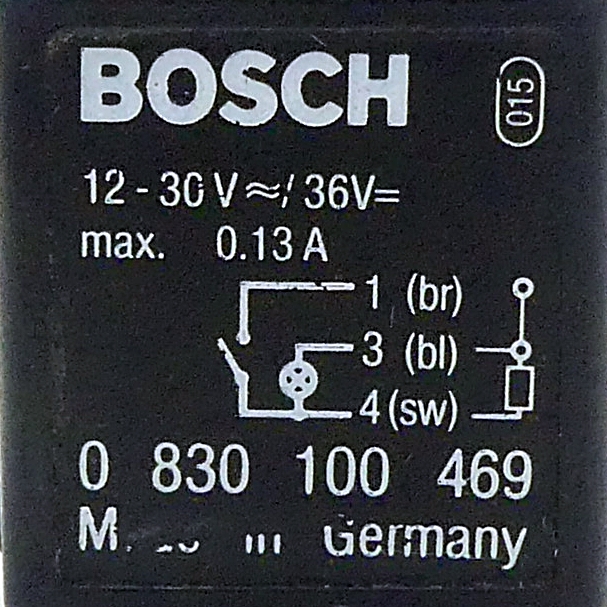 BOSCH
015
12 - 30 V ≂/ 36V=
max. 0.13 A
1 (br)
3 (bl)
4 (sw)
0 830 100 469
Germany